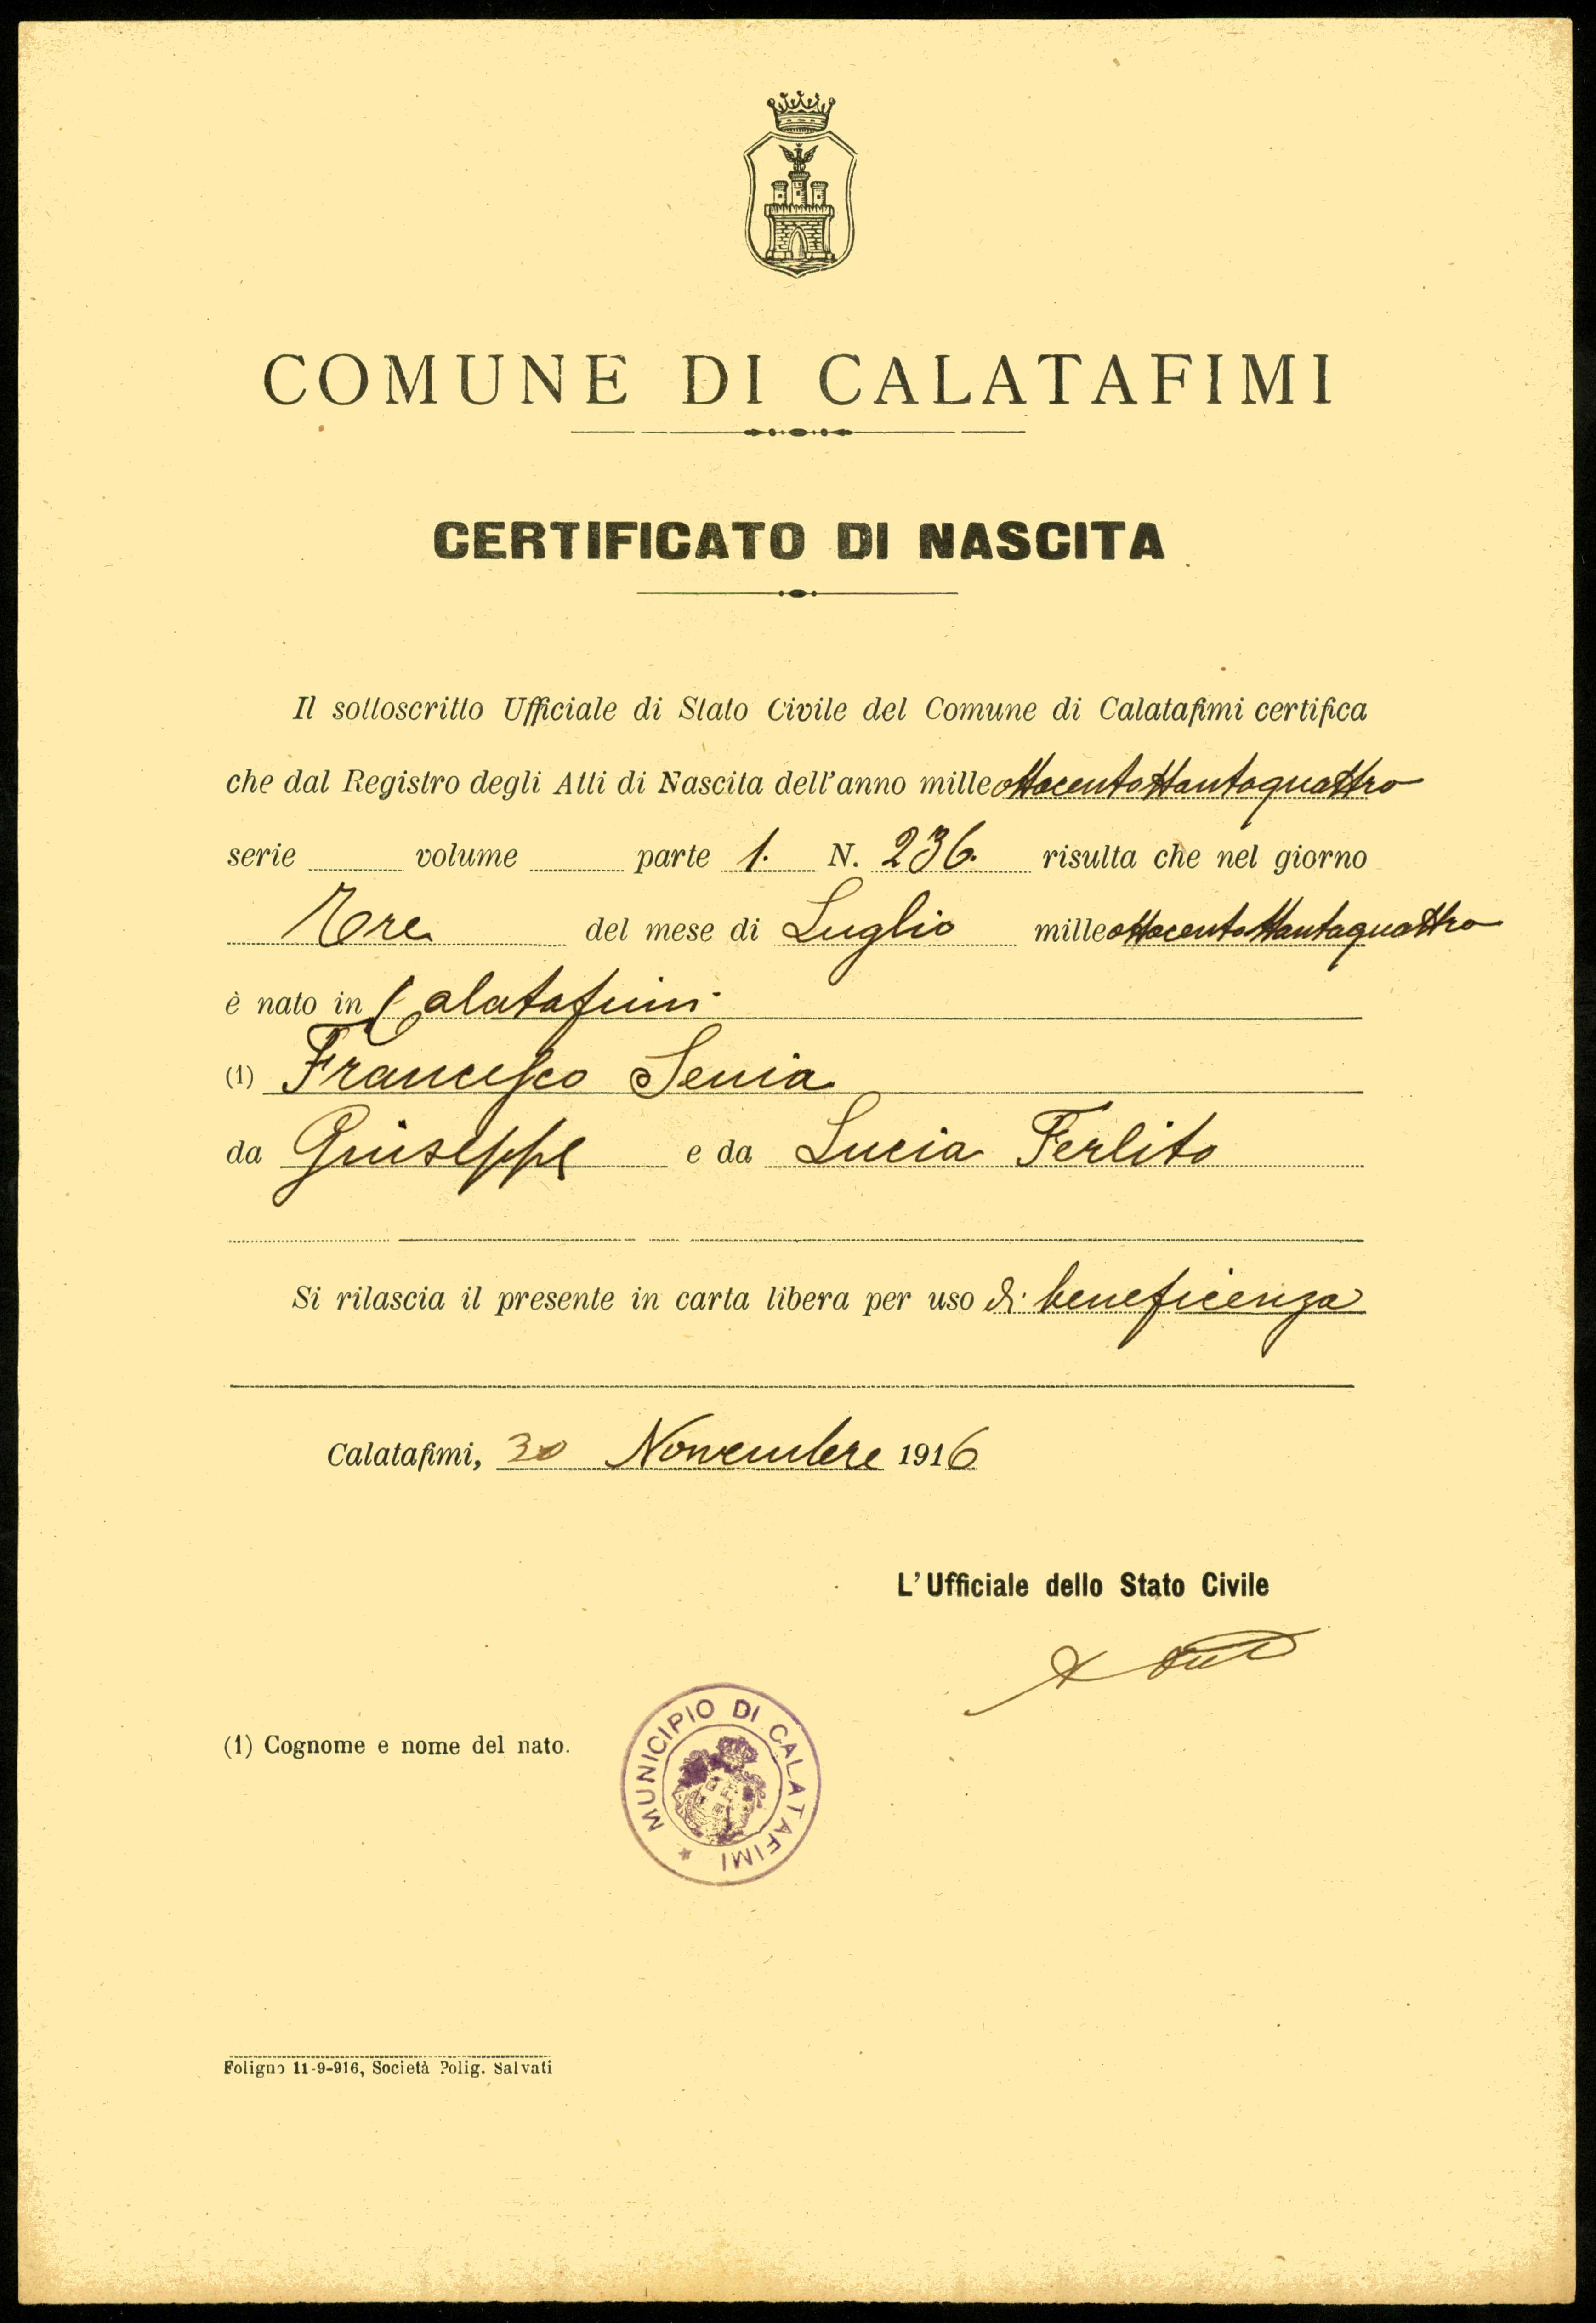 COMUNE DI CALATAFIMI
CERTIFICATO DI NASCITA
Il sottoscritto Ufficiale di Stato Civile del Comune di Calatafimi certifica
che dal Registro degli Atti di Nascita dell'anno milleottocentottantaquattro
serie volume parte 1. N. 236. risulta che nel giorno
Tre del mese di Luglio milleottocentottantaquattro
è nato in Calatafimi
(1) Francesco Senia
da Giuseppe e da Lucia Ferlito
Si rilascia il presente in carta libera per uso di beneficenza
Calatafimi, 30 Novembre 1916
L'Ufficiale dello Stato Civile
(1) Cognome e nome del nato.
MUNICIPIO DI CALATAFIMI
Foligno 11-9-916, Società Polig. Salvati